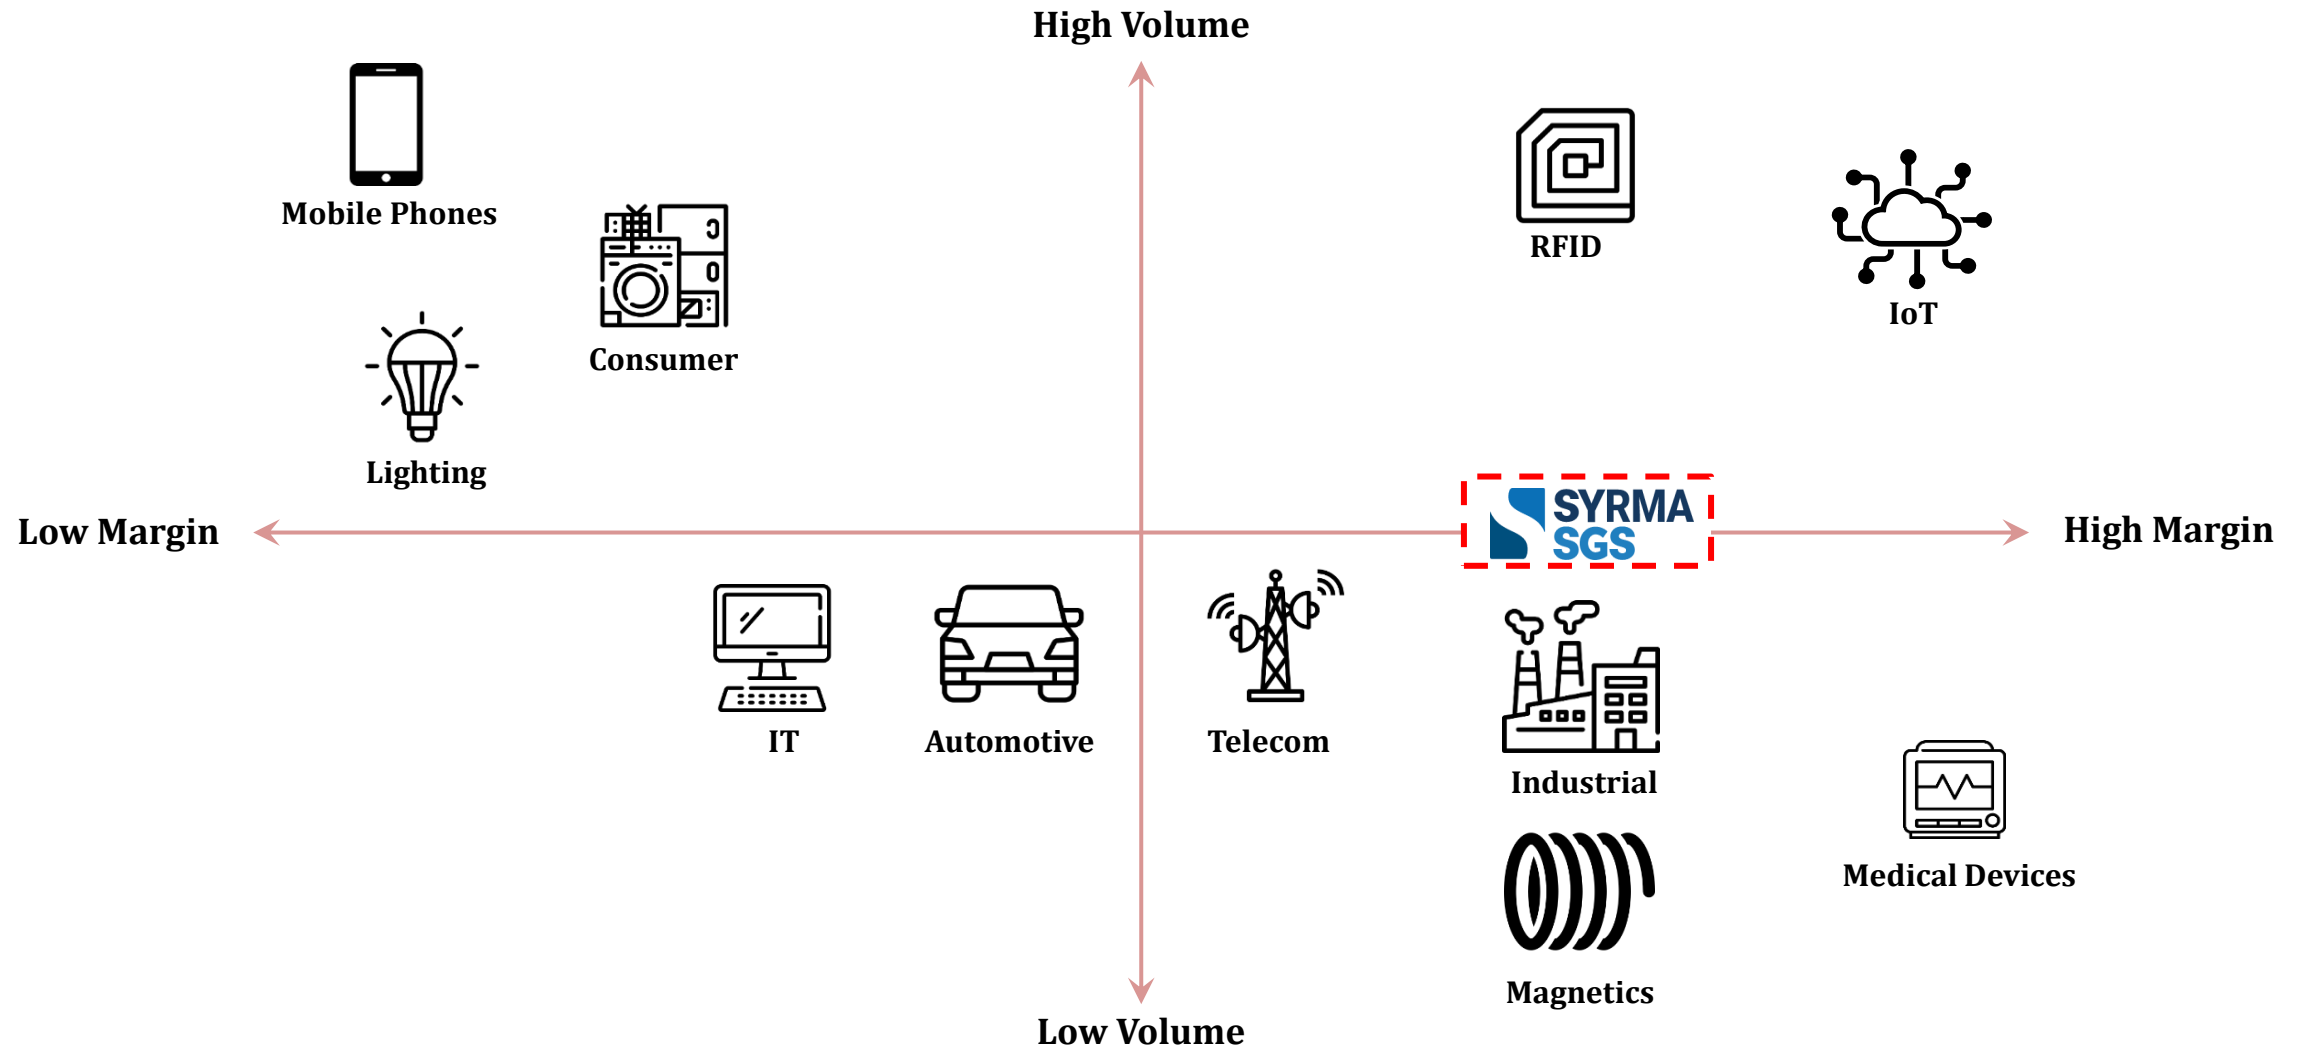 High Volume
Mobile Phones
RFID
IoT
Consumer
Lighting
Low Margin
SYRMA
SGS
High Margin
IT
Automotive
Telecom
Industrial
Medical Devices
Magnetics
Low Volume